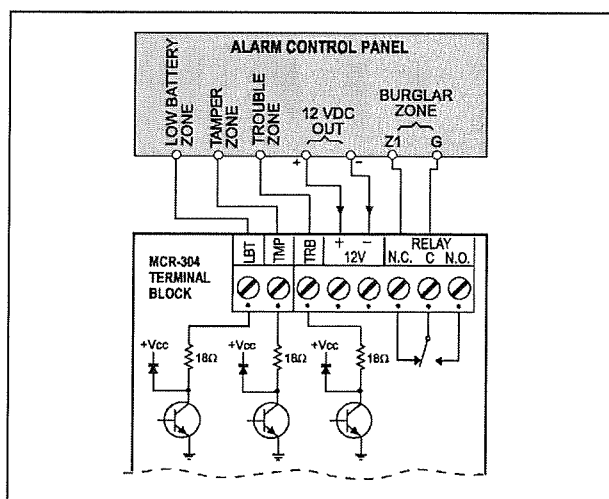 ALARM CONTROL PANEL
LOW BATTERY
ZONE
TAMPER
ZONE
TROUBLE
ZONE
12 VDC
OUT
BURGLAR
ZONE
+
−
Z1
G
MCR-304
TERMINAL
BLOCK
LBT
TMP
TRB
+ −
12V
RELAY
N.C. C N.O.
+Vcc
18Ω
+Vcc
18Ω
+Vcc
18Ω